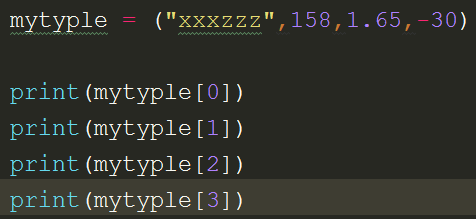 mytyple = ("xxxzzz",158,1.65,-30)
print(mytyple[0])
print(mytyple[1])
print(mytyple[2])
print(mytyple[3])